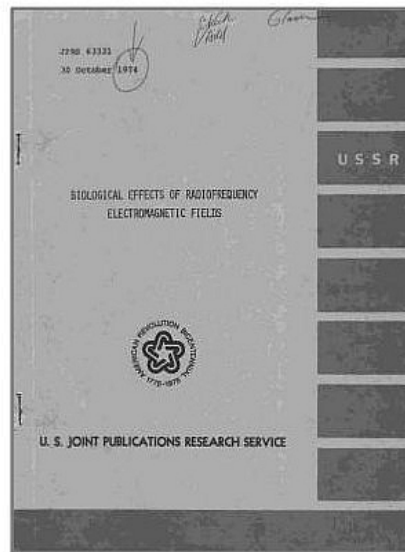 JPRS 63321
30 October 1974
USSR
BIOLOGICAL EFFECTS OF RADIOFREQUENCY
ELECTROMAGNETIC FIELDS
AMERICAN REVOLUTION BICENTENNIAL
1776-1976
U. S. JOINT PUBLICATIONS RESEARCH SERVICE